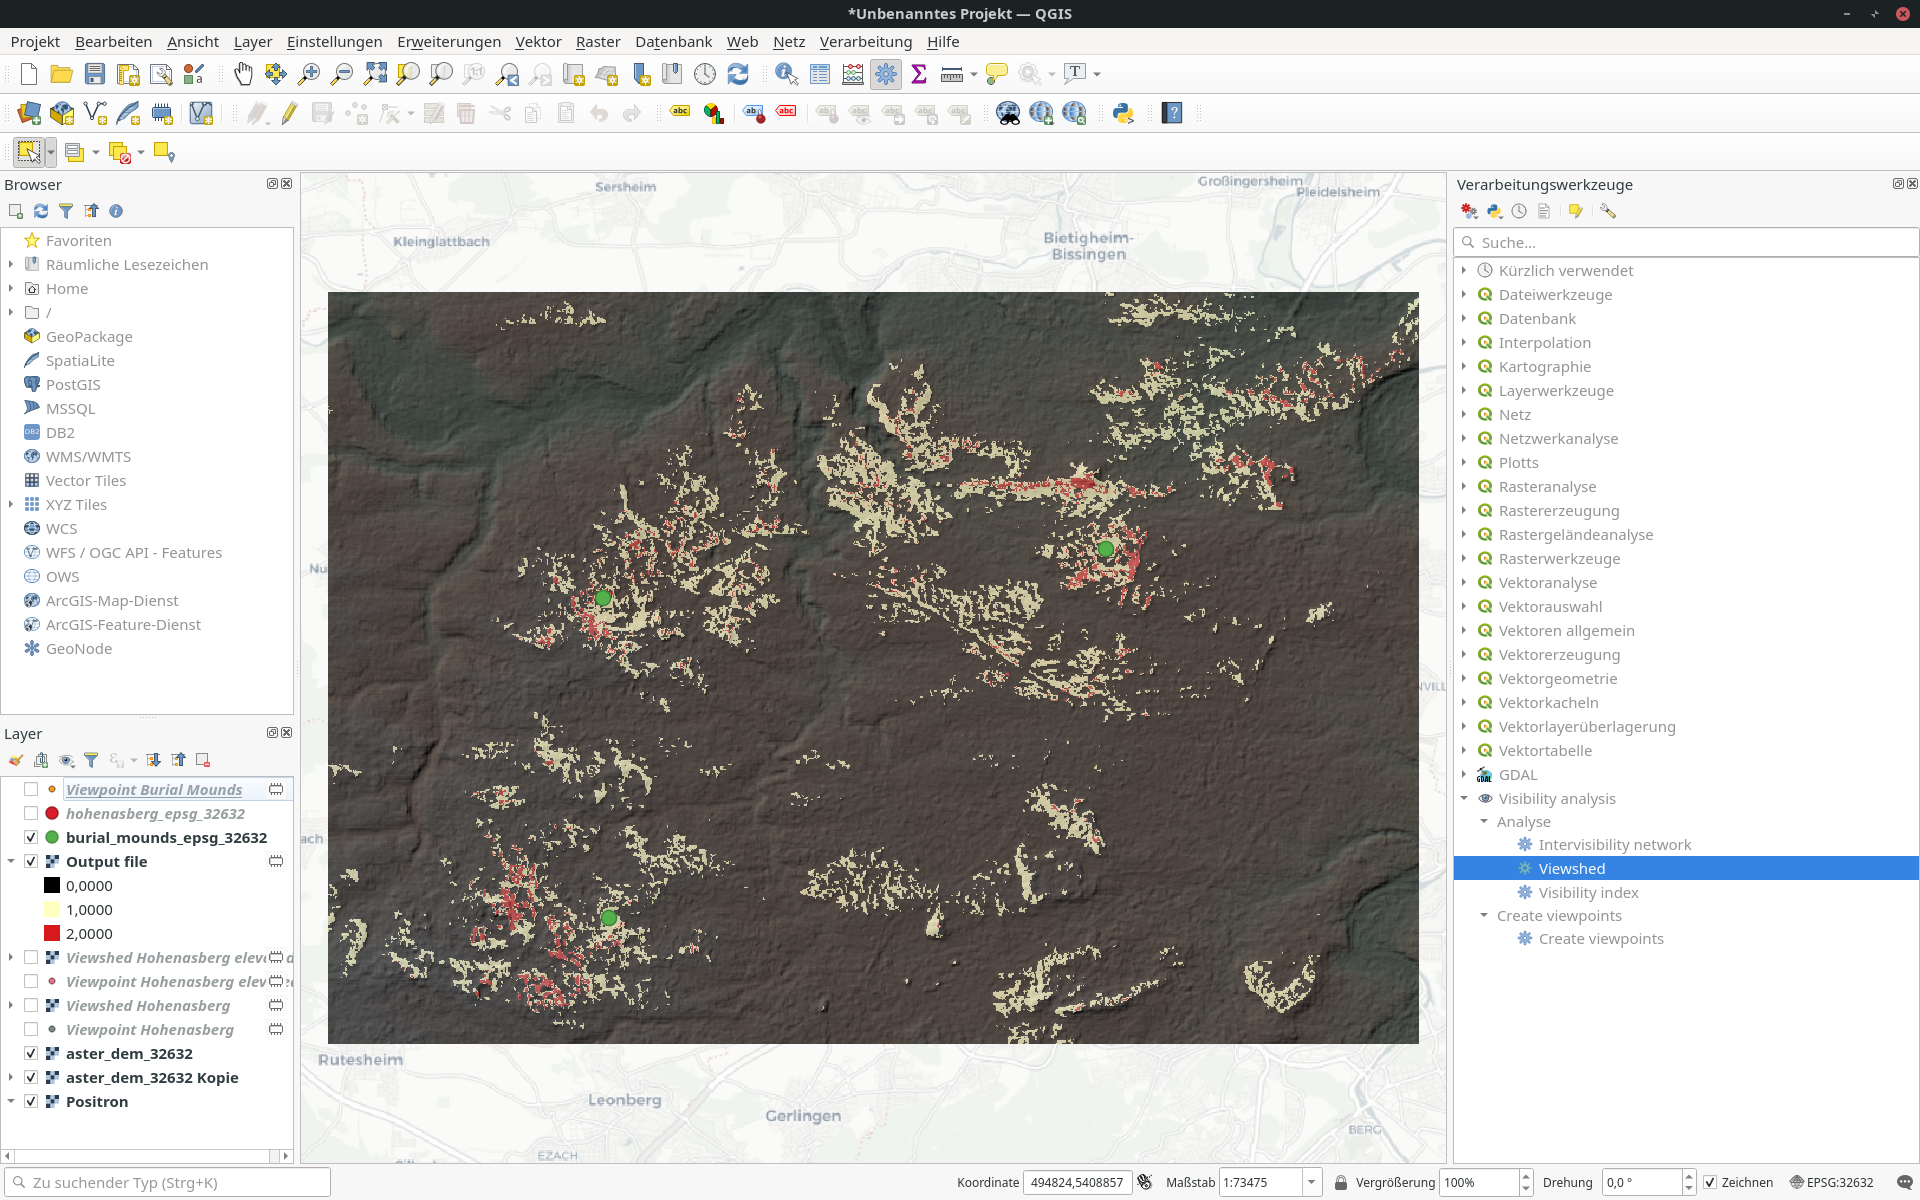 *Unbenanntes Projekt — QGIS
Projekt Bearbeiten Ansicht Layer Einstellungen Erweiterungen Vektor Raster Datenbank Web Netz Verarbeitung Hilfe
Browser
Favoriten
Räumliche Lesezeichen
Home
/
GeoPackage
SpatiaLite
PostGIS
MSSQL
DB2
WMS/WMTS
Vector Tiles
XYZ Tiles
WCS
WFS / OGC API - Features
OWS
ArcGIS-Map-Dienst
ArcGIS-Feature-Dienst
GeoNode
Layer
Viewpoint Burial Mounds
hohenasberg_epsg_32632
burial_mounds_epsg_32632
Output file
0,0000
1,0000
2,0000
Viewshed Hohenasberg elev
Viewpoint Hohenasberg elev
Viewshed Hohenasberg
Viewpoint Hohenasberg
aster_dem_32632
aster_dem_32632 Kopie
Positron
Sersheim
Großingersheim
Pleidelsheim
Kleinglattbach
Bietigheim-
Bissingen
Nu
NVILL
ach
Rutesheim
Leonberg
Gerlingen
BERG
EZACH
Verarbeitungswerkzeuge
Suche...
Kürzlich verwendet
Dateiwerkzeuge
Datenbank
Interpolation
Kartographie
Layerwerkzeuge
Netz
Netzwerkanalyse
Plotts
Rasteranalyse
Rastererzeugung
Rastergeländeanalyse
Rasterwerkzeuge
Vektoranalyse
Vektorauswahl
Vektoren allgemein
Vektorerzeugung
Vektorgeometrie
Vektorkacheln
Vektorlayerüberlagerung
Vektortabelle
GDAL
Visibility analysis
Analyse
Intervisibility network
Viewshed
Visibility index
Create viewpoints
Create viewpoints
Zu suchender Typ (Strg+K)
Koordinate 494824,5408857 Maßstab 1:73475 Vergrößerung 100% Drehung 0,0 ° Zeichnen EPSG:32632